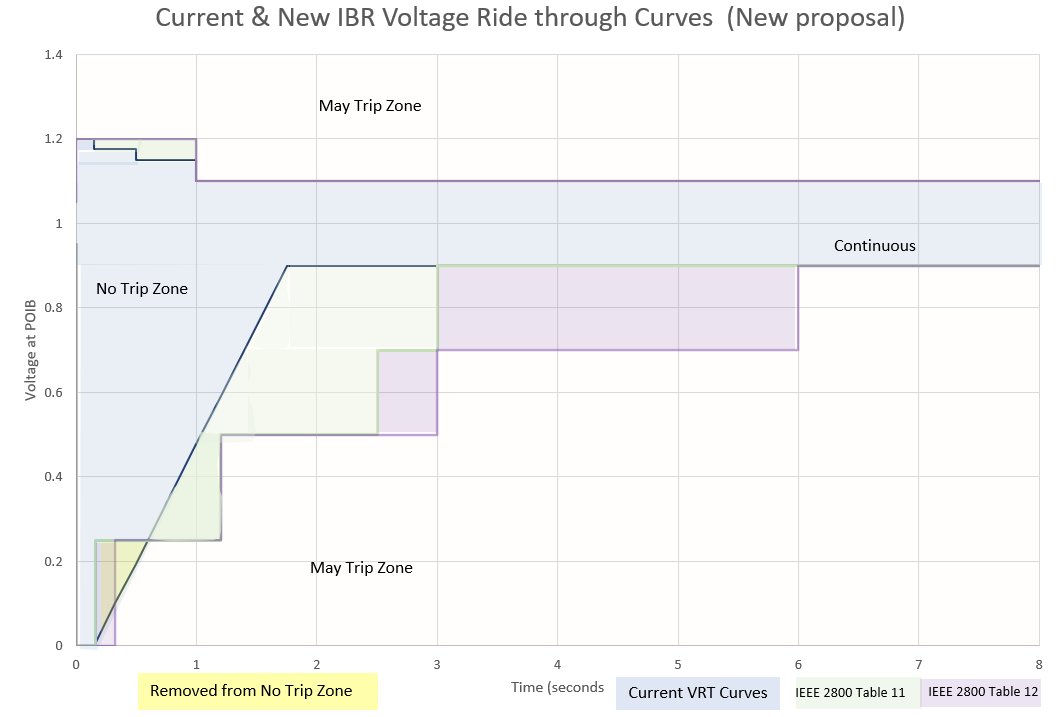 Current & New IBR Voltage Ride through Curves (New proposal)
1.4
May Trip Zone
1.2
1
Continuous
No Trip Zone
0.8
Voltage at POIB
0.6
0.4
May Trip Zone
0.2
0
0 1 2 3 4 5 6 7 8
Removed from No Trip Zone
Time (seconds
Current VRT Curves
IEEE 2800 Table 11
IEEE 2800 Table 12